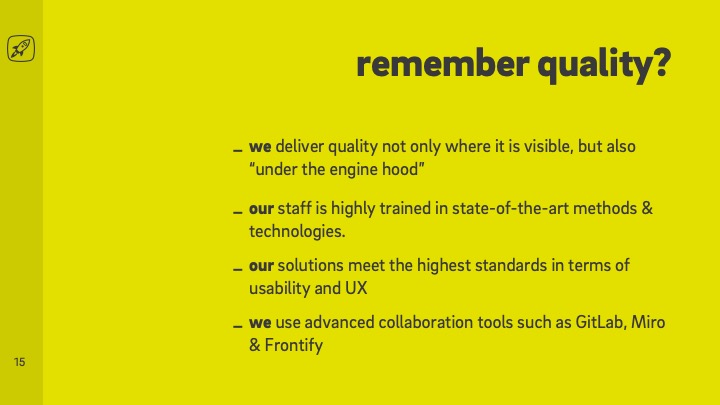 remember quality?
_ we deliver quality not only where it is visible, but also
“under the engine hood”
_ our staff is highly trained in state-of-the-art methods &
technologies.
_ our solutions meet the highest standards in terms of
usability and UX
_ we use advanced collaboration tools such as GitLab, Miro
& Frontify
15